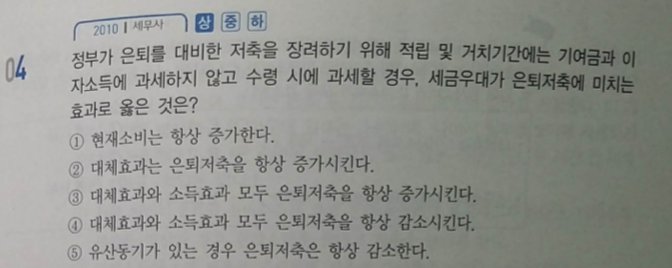 2010 | 세무사 상 중 하
04 정부가 은퇴를 대비한 저축을 장려하기 위해 적립 및 거치기간에는 기여금과 이
자소득에 과세하지 않고 수령 시에 과세할 경우, 세금우대가 은퇴저축에 미치는
효과로 옳은 것은?
① 현재소비는 항상 증가한다.
② 대체효과는 은퇴저축을 항상 증가시킨다.
③ 대체효과와 소득효과 모두 은퇴저축을 항상 증가시킨다.
④ 대체효과와 소득효과 모두 은퇴저축을 항상 감소시킨다.
⑤ 유산동기가 있는 경우 은퇴저축은 항상 감소한다.